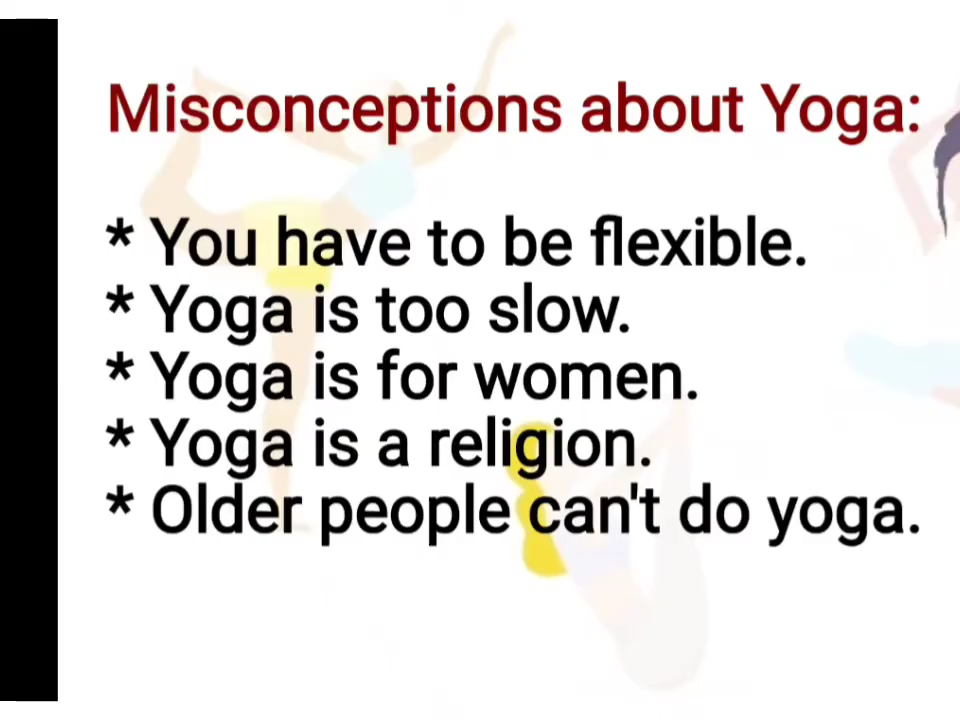 Misconceptions about Yoga:
* You have to be flexible.
* Yoga is too slow.
* Yoga is for women.
* Yoga is a religion.
* Older people can't do yoga.